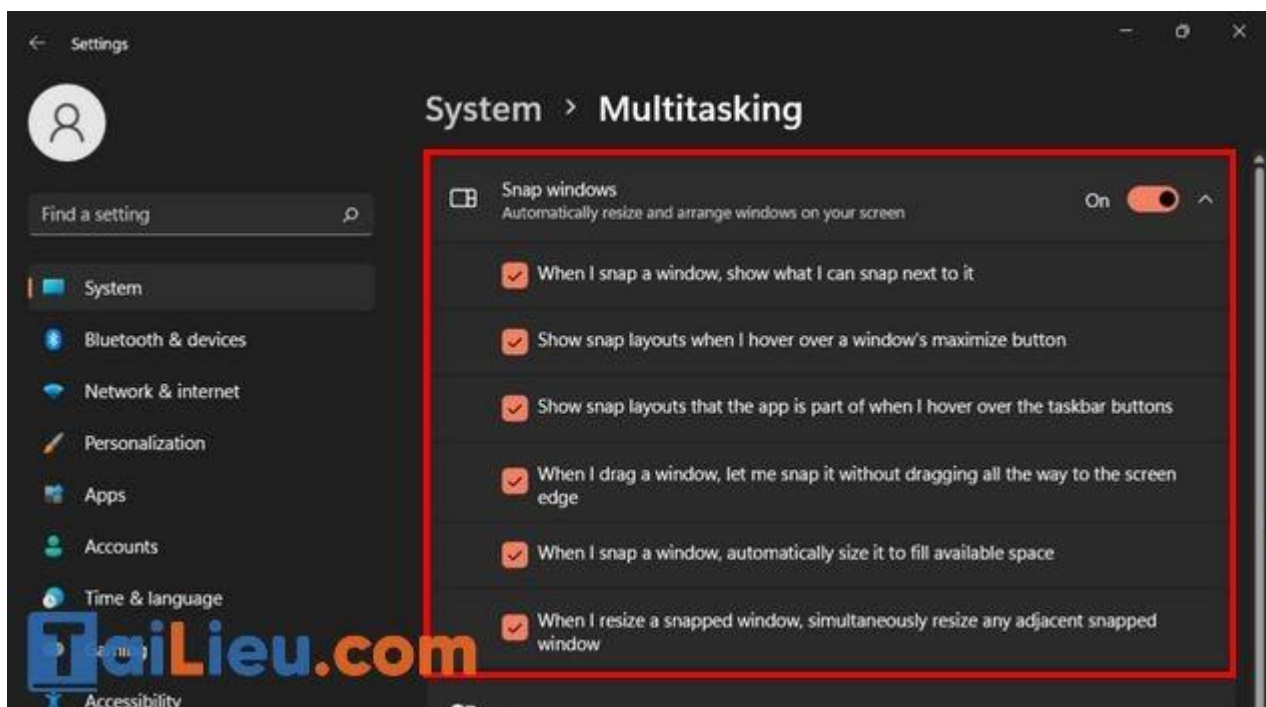 Settings
System > Multitasking
Find a setting
System
Bluetooth & devices
Network & internet
Personalization
Apps
Accounts
Time & language
Gaming
Accessibility
Snap windows
Automatically resize and arrange windows on your screen
On
When I snap a window, show what I can snap next to it
Show snap layouts when I hover over a window's maximize button
Show snap layouts that the app is part of when I hover over the taskbar buttons
When I drag a window, let me snap it without dragging all the way to the screen
edge
When I snap a window, automatically size it to fill available space
When I resize a snapped window, simultaneously resize any adjacent snapped
window
TaiLieu.com